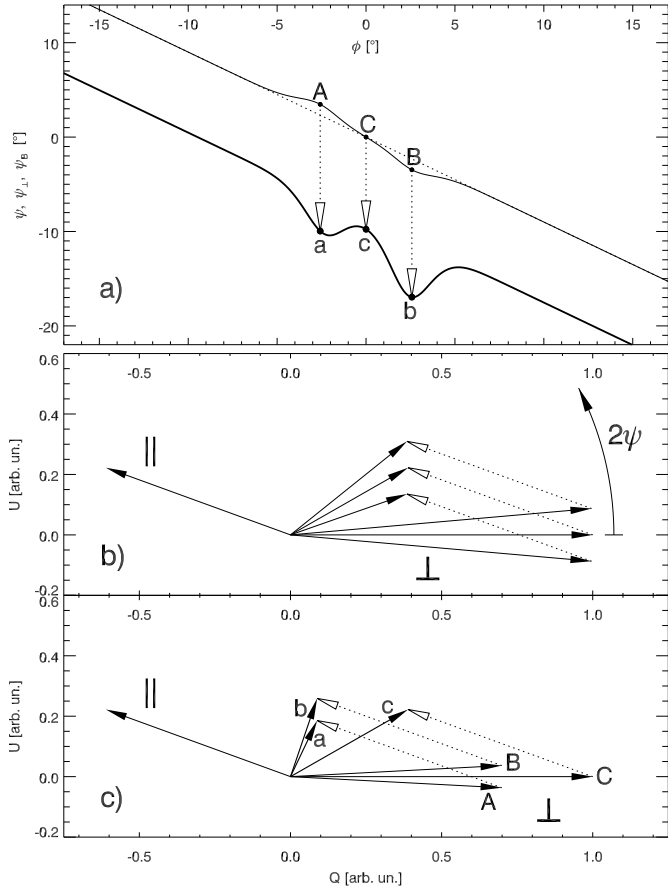 -15 -10 -5 0 5 10 15
ϕ [°]
10
0
-10
-20
ψ, ψ⊥, ψB [°]
A
C
B
a
c
b
a)
-0.5 0.0 0.5 1.0
0.6
0.4
0.2
0.0
-0.2
U [arb. un.]
||
2ψ
⊥
b)
-0.5 0.0 0.5 1.0
0.6
0.4
0.2
0.0
-0.2
U [arb. un.]
||
b
a
c
B
C
A
⊥
c)
-0.5 0.0 0.5 1.0
Q [arb. un.]